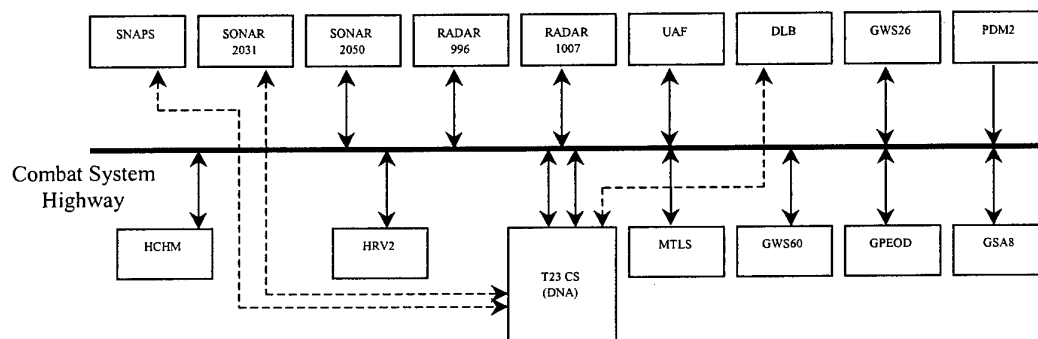 SNAPS
SONAR
2031
SONAR
2050
RADAR
996
RADAR
1007
UAF
DLB
GWS26
PDM2
Combat System
Highway
HCHM
HRV2
T23 CS
(DNA)
MTLS
GWS60
GPEOD
GSA8